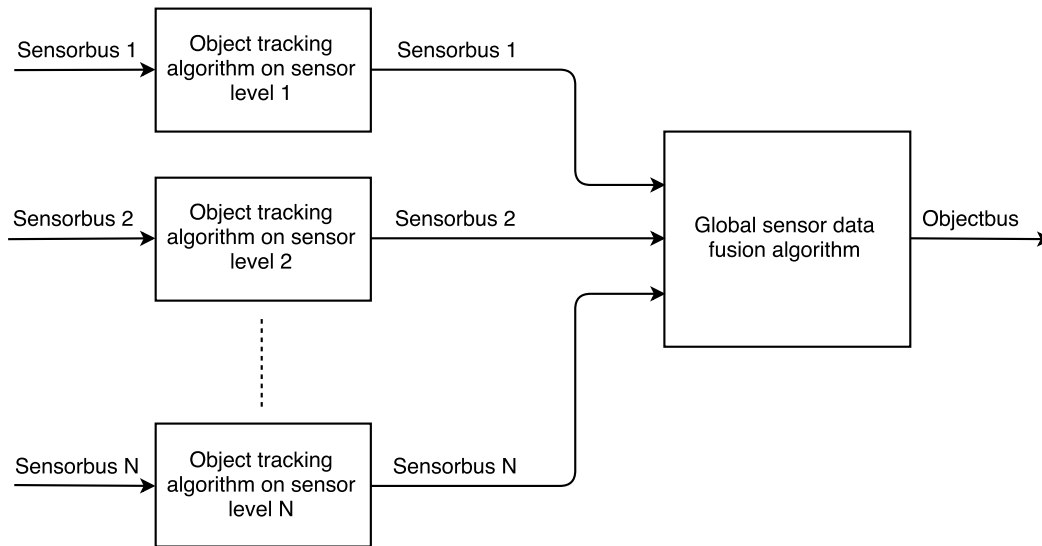 Sensorbus 1
Object tracking
algorithm on sensor
level 1
Sensorbus 1
Sensorbus 2
Object tracking
algorithm on sensor
level 2
Sensorbus 2
Global sensor data
fusion algorithm
Objectbus
Sensorbus N
Object tracking
algorithm on sensor
level N
Sensorbus N